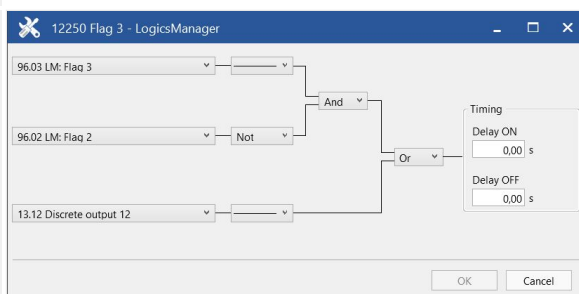 12250 Flag 3 - LogicsManager
96.03 LM: Flag 3
And
Timing
Delay ON
96.02 LM: Flag 2
Not
0,00 s
Or
Delay OFF
0,00 s
13.12 Discrete output 12
OK
Cancel